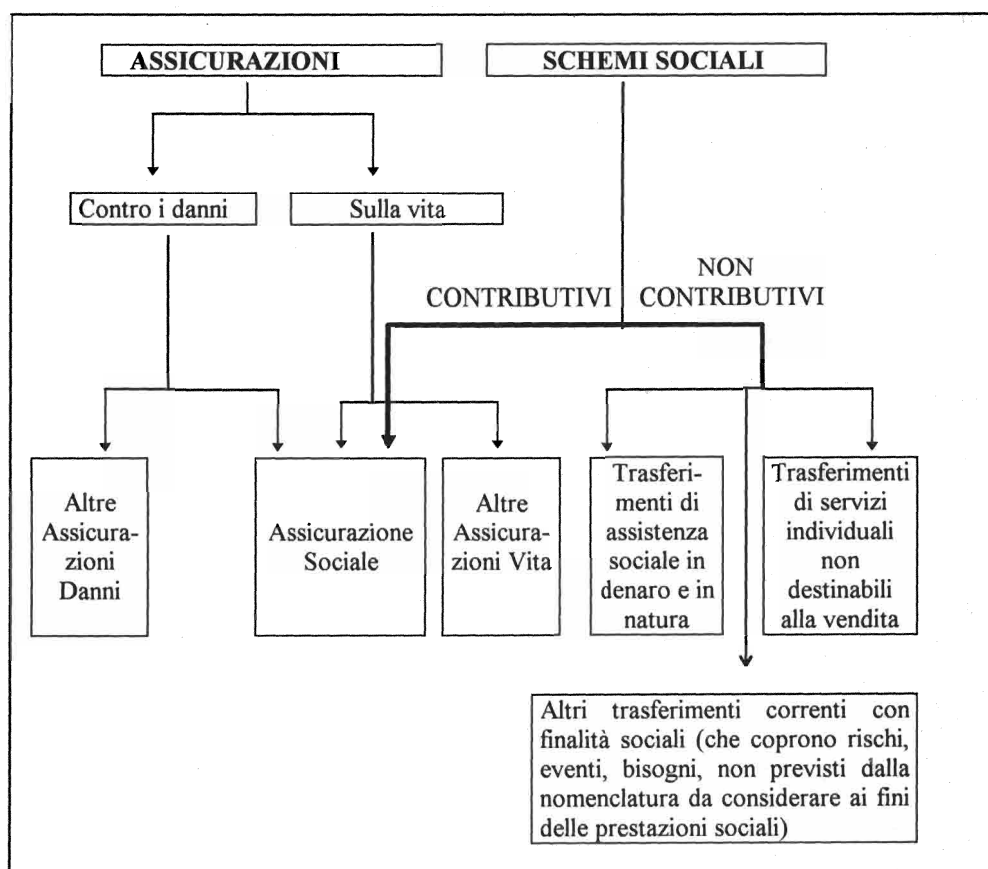 ASSICURAZIONI
SCHEMI SOCIALI
Contro i danni
Sulla vita
CONTRIBUTIVI
NON
CONTRIBUTIVI
Altre
Assicura-
zioni
Danni
Assicurazione
Sociale
Altre
Assicura-
zioni Vita
Trasferi-
menti di
assistenza
sociale in
denaro e in
natura
Trasferimenti
di servizi
individuali
non
destinabili
alla vendita
Altri trasferimenti correnti con
finalità sociali (che coprono rischi,
eventi, bisogni, non previsti dalla
nomenclatura da considerare ai fini
delle prestazioni sociali)